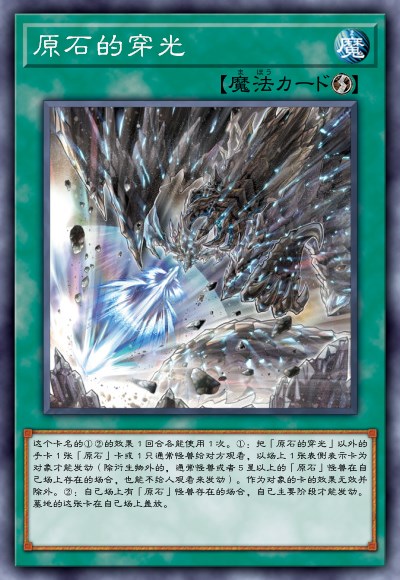 原石的穿光
魔
【魔法カード】
まほう
这个卡名的①②的效果1回合各能使用1次。①：把「原石的穿光」以外的
手卡1张「原石」卡或1只通常怪兽给对方观看，以场上1张表侧表示卡为
对象才能发动（除衍生物外的，通常怪兽或者5星以上的「原石」怪兽在自
己场上存在的场合，也能不给人观看来发动）。作为对象的卡的效果无效并
除外。②：自己场上有「原石」怪兽存在的场合，自己主要阶段才能发动。
墓地的这张卡在自己场上盖放。